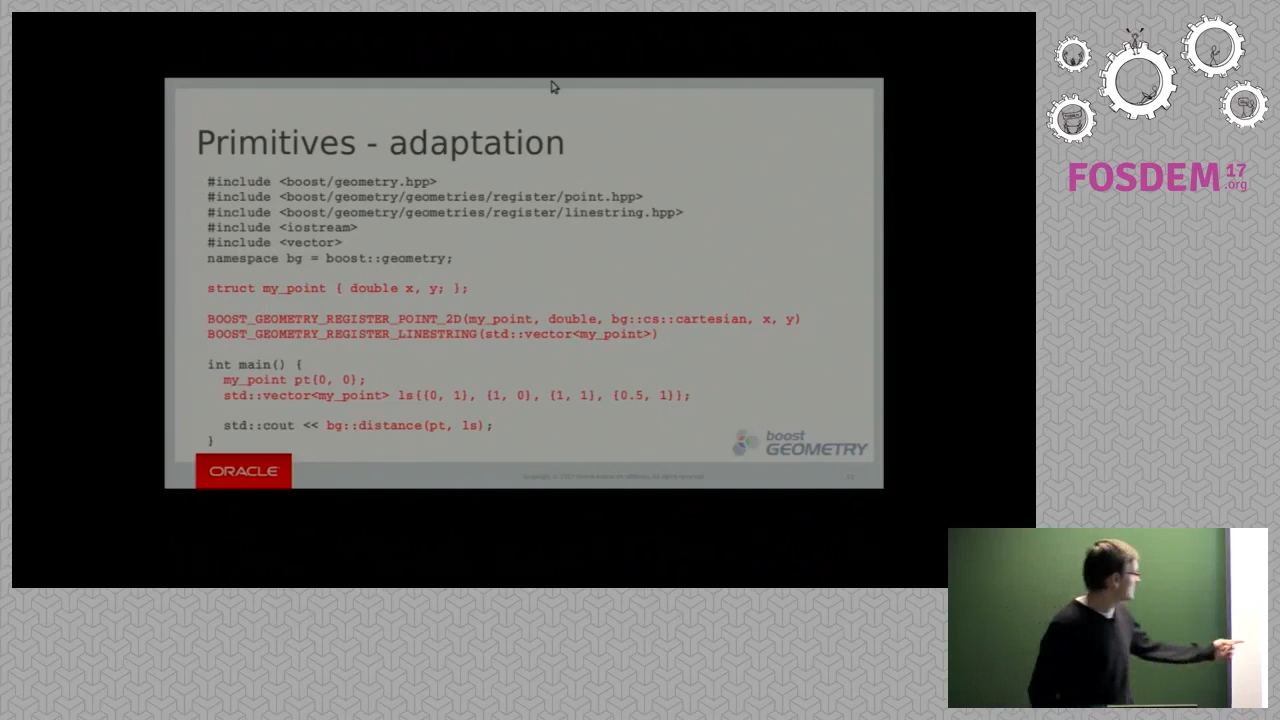 Primitives - adaptation
#include <boost/geometry.hpp>
#include <boost/geometry/geometries/register/point.hpp>
#include <boost/geometry/geometries/register/linestring.hpp>
#include <iostream>
#include <vector>
namespace bg = boost::geometry;
struct my_point { double x, y; };
BOOST_GEOMETRY_REGISTER_POINT_2D(my_point, double, bg::cs::cartesian, x, y)
BOOST_GEOMETRY_REGISTER_LINESTRING(std::vector<my_point>)
int main() {
my_point pt{0, 0};
std::vector<my_point> ls{{0, 1}, {1, 0}, {1, 1}, {0.5, 1}};
std::cout << bg::distance(pt, ls);
}
boost
GEOMETRY
ORACLE
FOSDEM 17
.org